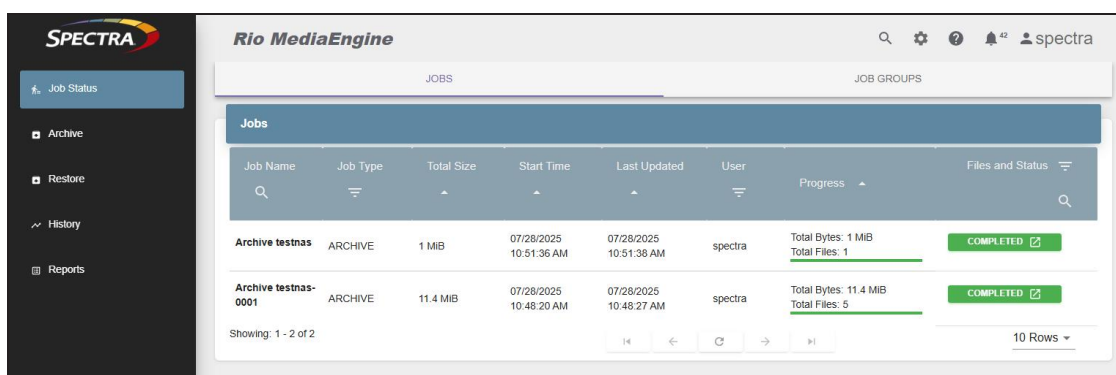 SPECTRA
Rio MediaEngine
42
spectra
JOBS
JOB GROUPS
Job Status
Archive
Restore
History
Reports
Jobs
Job Name
Job Type
Total Size
Start Time
Last Updated
User
Progress
Files and Status
Archive testnas
ARCHIVE
1 MiB
07/28/2025
10:51:36 AM
07/28/2025
10:51:38 AM
spectra
Total Bytes: 1 MiB
Total Files: 1
COMPLETED
Archive testnas-
0001
ARCHIVE
11.4 MiB
07/28/2025
10:48:20 AM
07/28/2025
10:48:27 AM
spectra
Total Bytes: 11.4 MiB
Total Files: 5
COMPLETED
Showing: 1 - 2 of 2
10 Rows